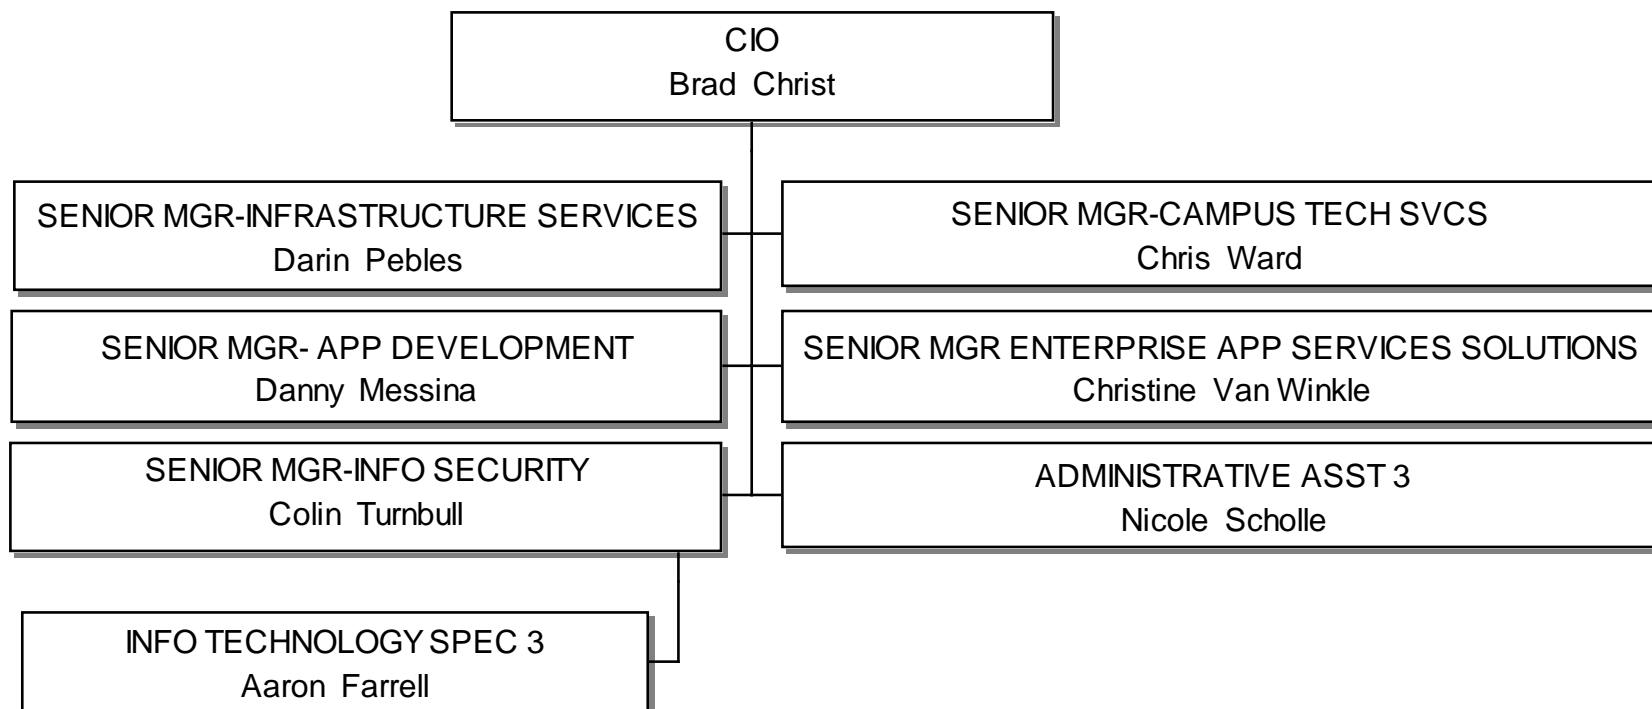 CIO
Brad Christ
SENIOR MGR-INFRASTRUCTURE SERVICES
Darin Pebles
SENIOR MGR-CAMPUS TECH SVCS
Chris Ward
SENIOR MGR- APP DEVELOPMENT
Danny Messina
SENIOR MGR ENTERPRISE APP SERVICES SOLUTIONS
Christine Van Winkle
SENIOR MGR-INFO SECURITY
Colin Turnbull
ADMINISTRATIVE ASST 3
Nicole Scholle
INFO TECHNOLOGY SPEC 3
Aaron Farrell